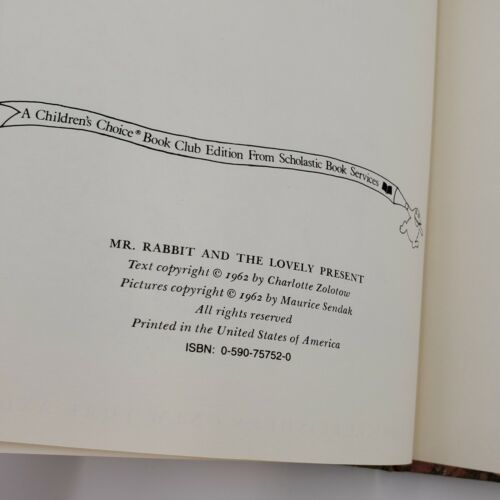 A Children's Choice® Book Club Edition From Scholastic Book Services
MR. RABBIT AND THE LOVELY PRESENT
Text copyright © 1962 by Charlotte Zolotow
Pictures copyright © 1962 by Maurice Sendak
All rights reserved
Printed in the United States of America
ISBN: 0-590-75752-0